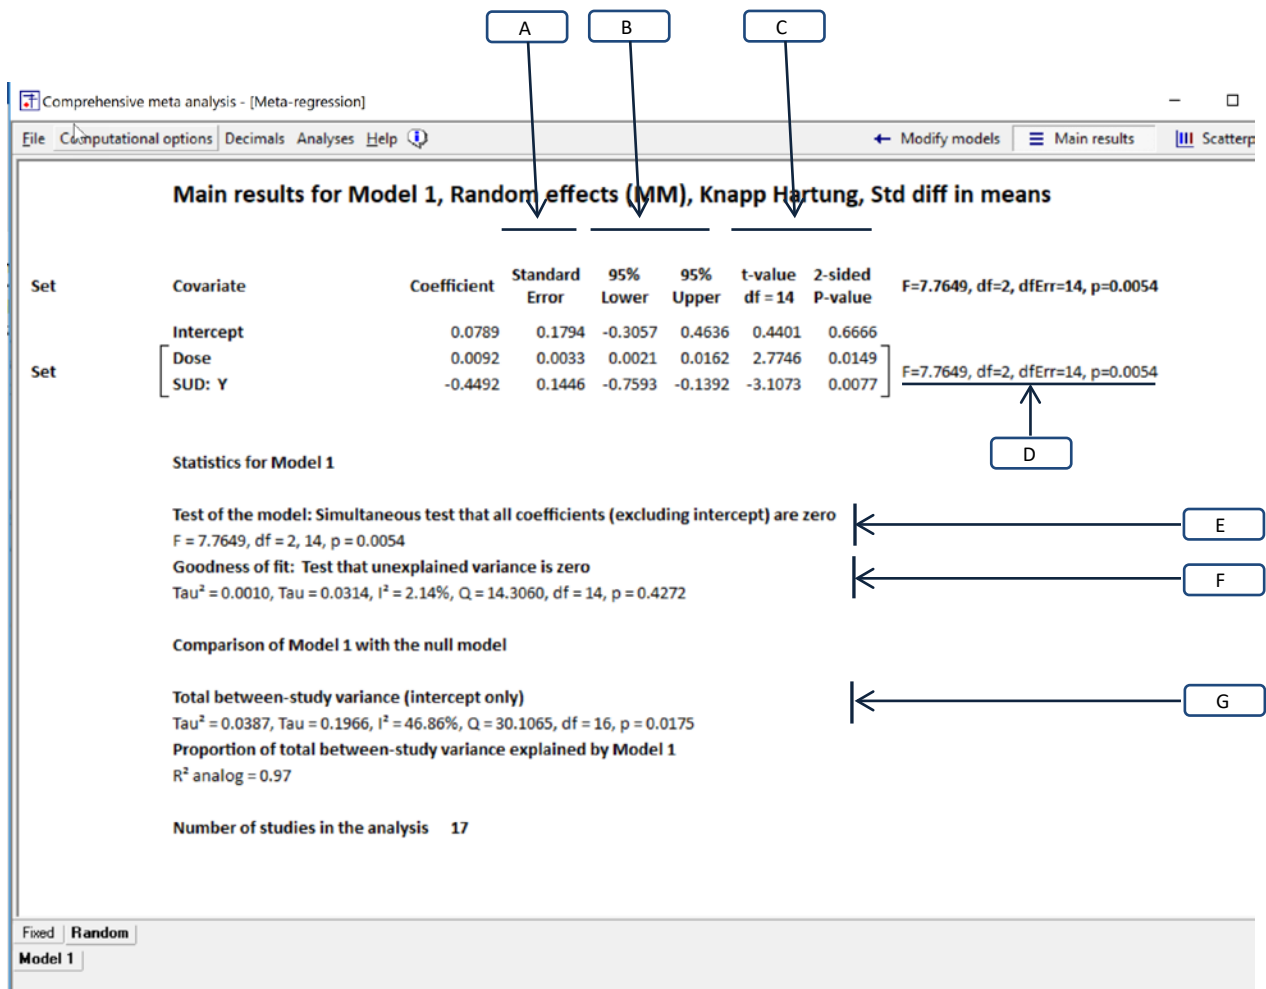 A B C
Comprehensive meta analysis - [Meta-regression]
File Computational options Decimals Analyses Help Modify models Main results Scatterp
Main results for Model 1, Random effects (MM), Knapp Hartung, Std diff in means
Set Covariate Coefficient Standard Error 95% Lower 95% Upper t-value df = 14 2-sided P-value F=7.7649, df=2, dfErr=14, p=0.0054
Intercept 0.0789 0.1794 -0.3057 0.4636 0.4401 0.6666
Dose 0.0092 0.0033 0.0021 0.0162 2.7746 0.0149
Set F=7.7649, df=2, dfErr=14, p=0.0054
SUD: Y -0.4492 0.1446 -0.7593 -0.1392 -3.1073 0.0077
D
Statistics for Model 1
Test of the model: Simultaneous test that all coefficients (excluding intercept) are zero
E
F = 7.7649, df = 2, 14, p = 0.0054
Goodness of fit: Test that unexplained variance is zero
F
Tau² = 0.0010, Tau = 0.0314, I² = 2.14%, Q = 14.3060, df = 14, p = 0.4272
Comparison of Model 1 with the null model
Total between-study variance (intercept only)
G
Tau² = 0.0387, Tau = 0.1966, I² = 46.86%, Q = 30.1065, df = 16, p = 0.0175
Proportion of total between-study variance explained by Model 1
R² analog = 0.97
Number of studies in the analysis 17
Fixed Random
Model 1